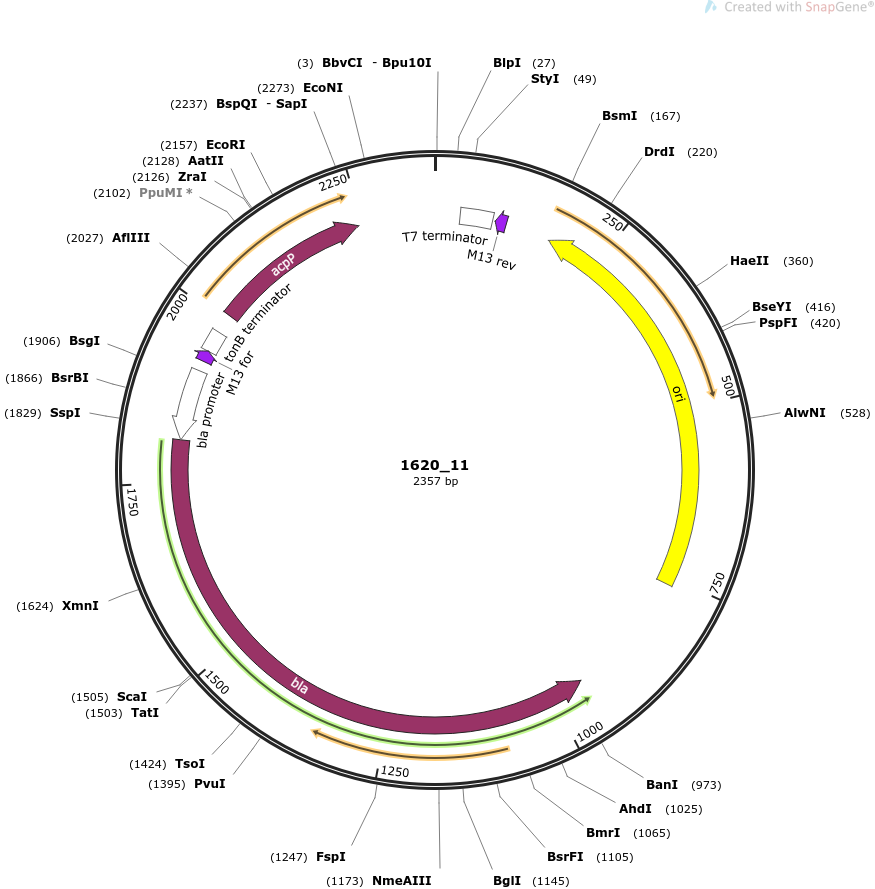 Created with SnapGene®
(3) BbvCI - Bpu10I
BlpI (27)
(2273) EcoNI
StyI (49)
(2237) BspQI - SapI
BsmI (167)
(2157) EcoRI
DrdI (220)
(2128) AatII
(2126) ZraI
(2102) PpuMI *
2250
250
(2027) AflIII
T7 terminator
M13 rev
HaeII (360)
acpP
2000
BseYI (416)
PspFI (420)
tonB terminator
(1906) BsgI
M13 for
(1866) BsrBI
500
ori
bla promoter
(1829) SspI
AlwNI (528)
1620_11
2357 bp
1750
750
(1624) XmnI
1500
bla
(1505) ScaI
(1503) TatI
1000
(1424) TsoI
1250
(1395) PvuI
BanI (973)
AhdI (1025)
BmrI (1065)
(1247) FspI
BsrFI (1105)
(1173) NmeAIII
BglI (1145)